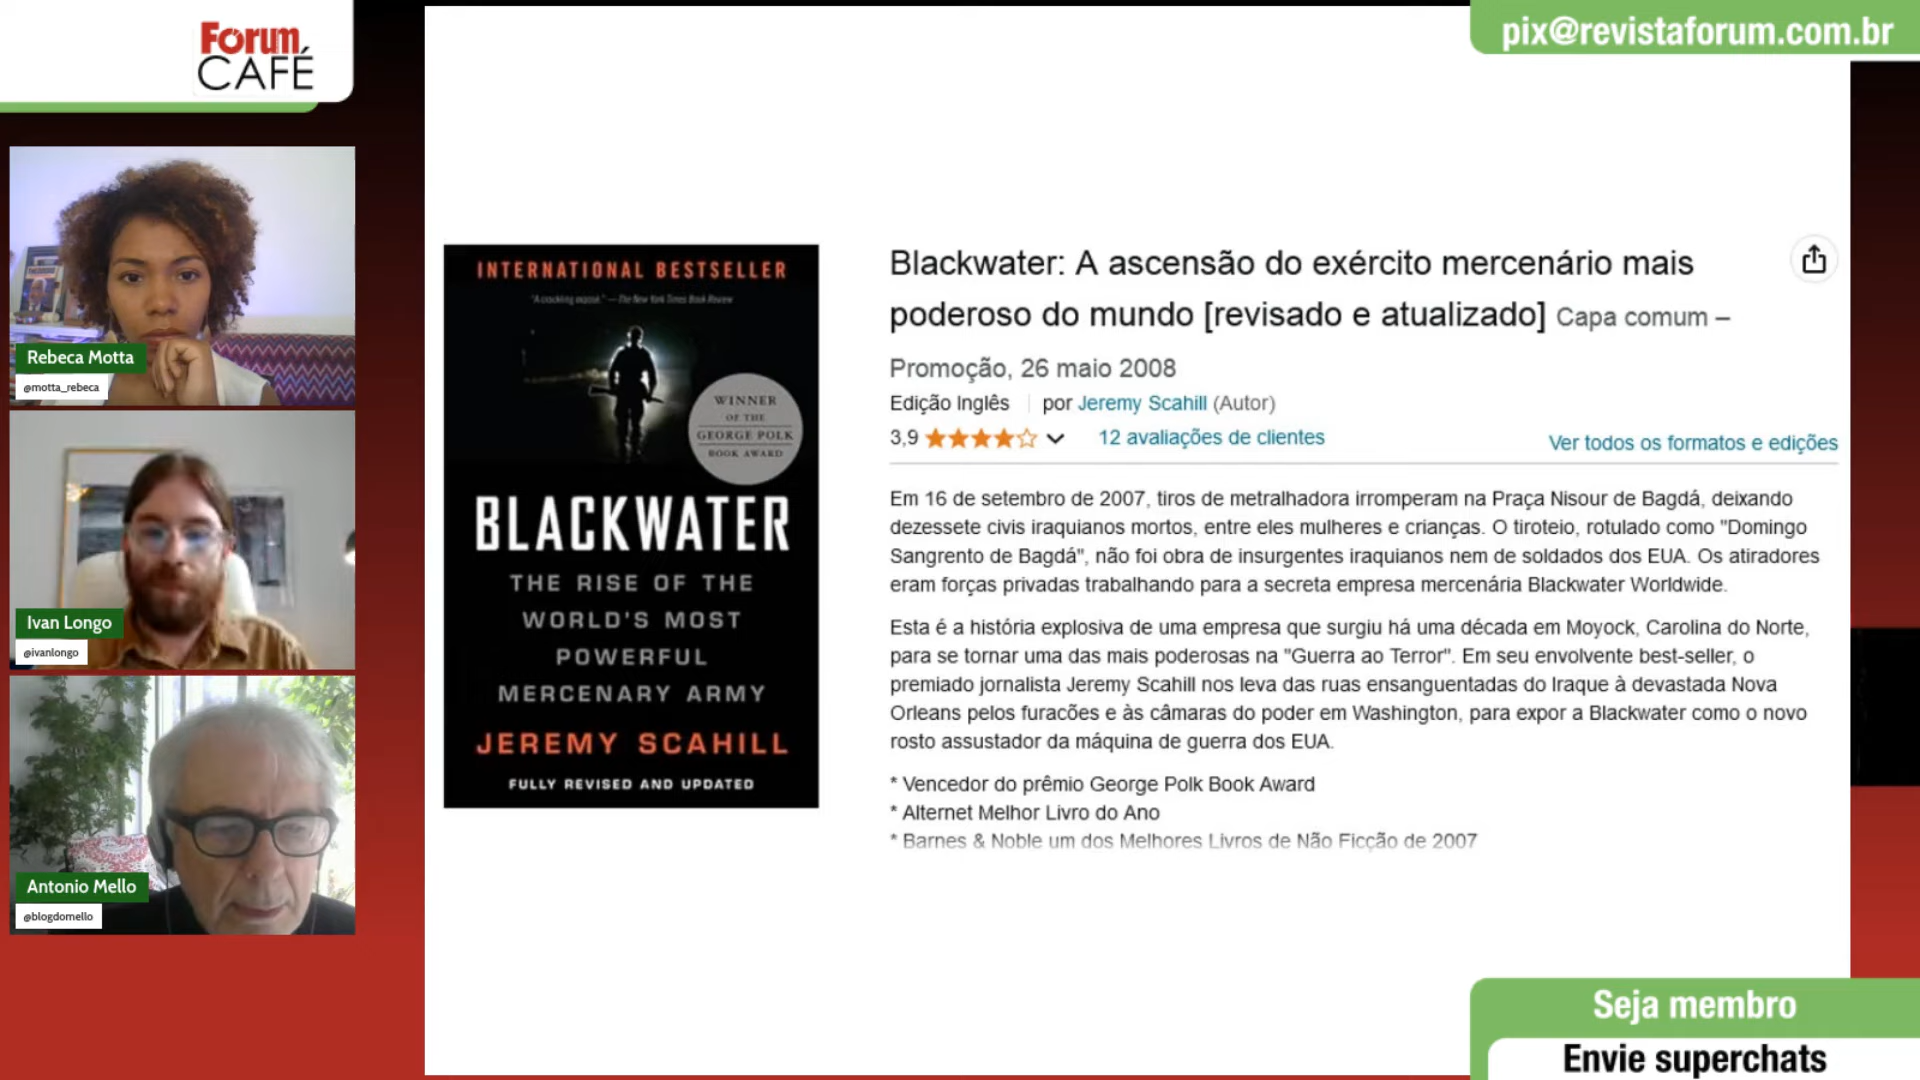 Forum
CAFÉ
pix@revistaforum.com.br
Rebeca Motta
@motta_rebeca
Ivan Longo
@ivanlongo
Antonio Mello
@blogdomello
INTERNATIONAL BESTSELLER
"A crackling exposé." —The New York Times Book Review
WINNER
OF THE
GEORGE POLK
BOOK AWARD
BLACKWATER
THE RISE OF THE
WORLD'S MOST
POWERFUL
MERCENARY ARMY
JEREMY SCAHILL
FULLY REVISED AND UPDATED
Blackwater: A ascensão do exército mercenário mais
poderoso do mundo [revisado e atualizado] Capa comum –
Promoção, 26 maio 2008
Edição Inglês | por Jeremy Scahill (Autor)
3,9 12 avaliações de clientes
Ver todos os formatos e edições
Em 16 de setembro de 2007, tiros de metralhadora irromperam na Praça Nisour de Bagdá, deixando
dezessete civis iraquianos mortos, entre eles mulheres e crianças. O tiroteio, rotulado como "Domingo
Sangrento de Bagdá", não foi obra de insurgentes iraquianos nem de soldados dos EUA. Os atiradores
eram forças privadas trabalhando para a secreta empresa mercenária Blackwater Worldwide.
Esta é a história explosiva de uma empresa que surgiu há uma década em Moyock, Carolina do Norte,
para se tornar uma das mais poderosas na "Guerra ao Terror". Em seu envolvente best-seller, o
premiado jornalista Jeremy Scahill nos leva das ruas ensanguentadas do Iraque à devastada Nova
Orleans pelos furacões e às câmaras do poder em Washington, para expor a Blackwater como o novo
rosto assustador da máquina de guerra dos EUA.
* Vencedor do prêmio George Polk Book Award
* Alternet Melhor Livro do Ano
* Barnes & Noble um dos Melhores Livros de Não Ficção de 2007
Seja membro
Envie superchats